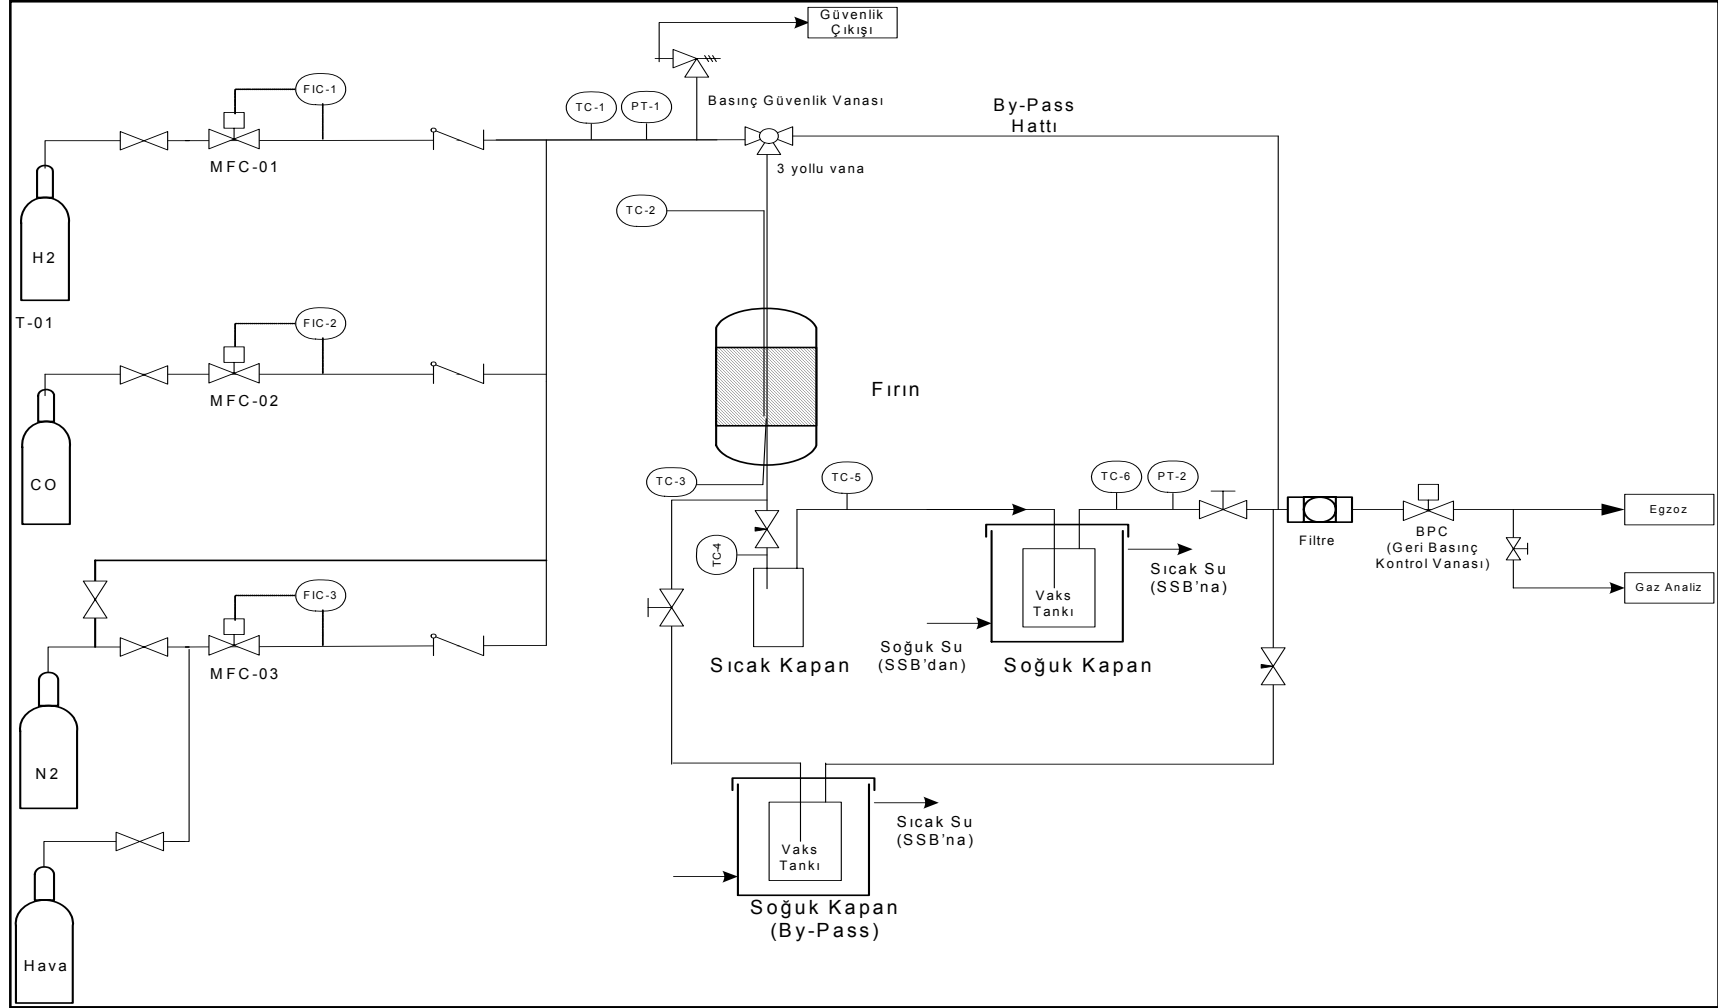 Güvenlik
Çıkışı
FIC-1
TC-1
PT-1
Basınç Güvenlik Vanası
By-Pass
Hattı
MFC-01
3 yollu vana
TC-2
H2
T-01
FIC-2
MFC-02
Fırın
CO
TC-3
TC-5
TC-6
PT-2
Egzoz
Filtre
BPC
(Geri Basınç
Kontrol Vanası)
TC-4
Sıcak Su
(SSB'na)
Gaz Analiz
FIC-3
Vaks
Tankı
Soğuk Su
(SSB'dan)
MFC-03
Sıcak Kapan
Soğuk Kapan
N2
Sıcak Su
(SSB'na)
Vaks
Tankı
Soğuk Kapan
(By-Pass)
Hava